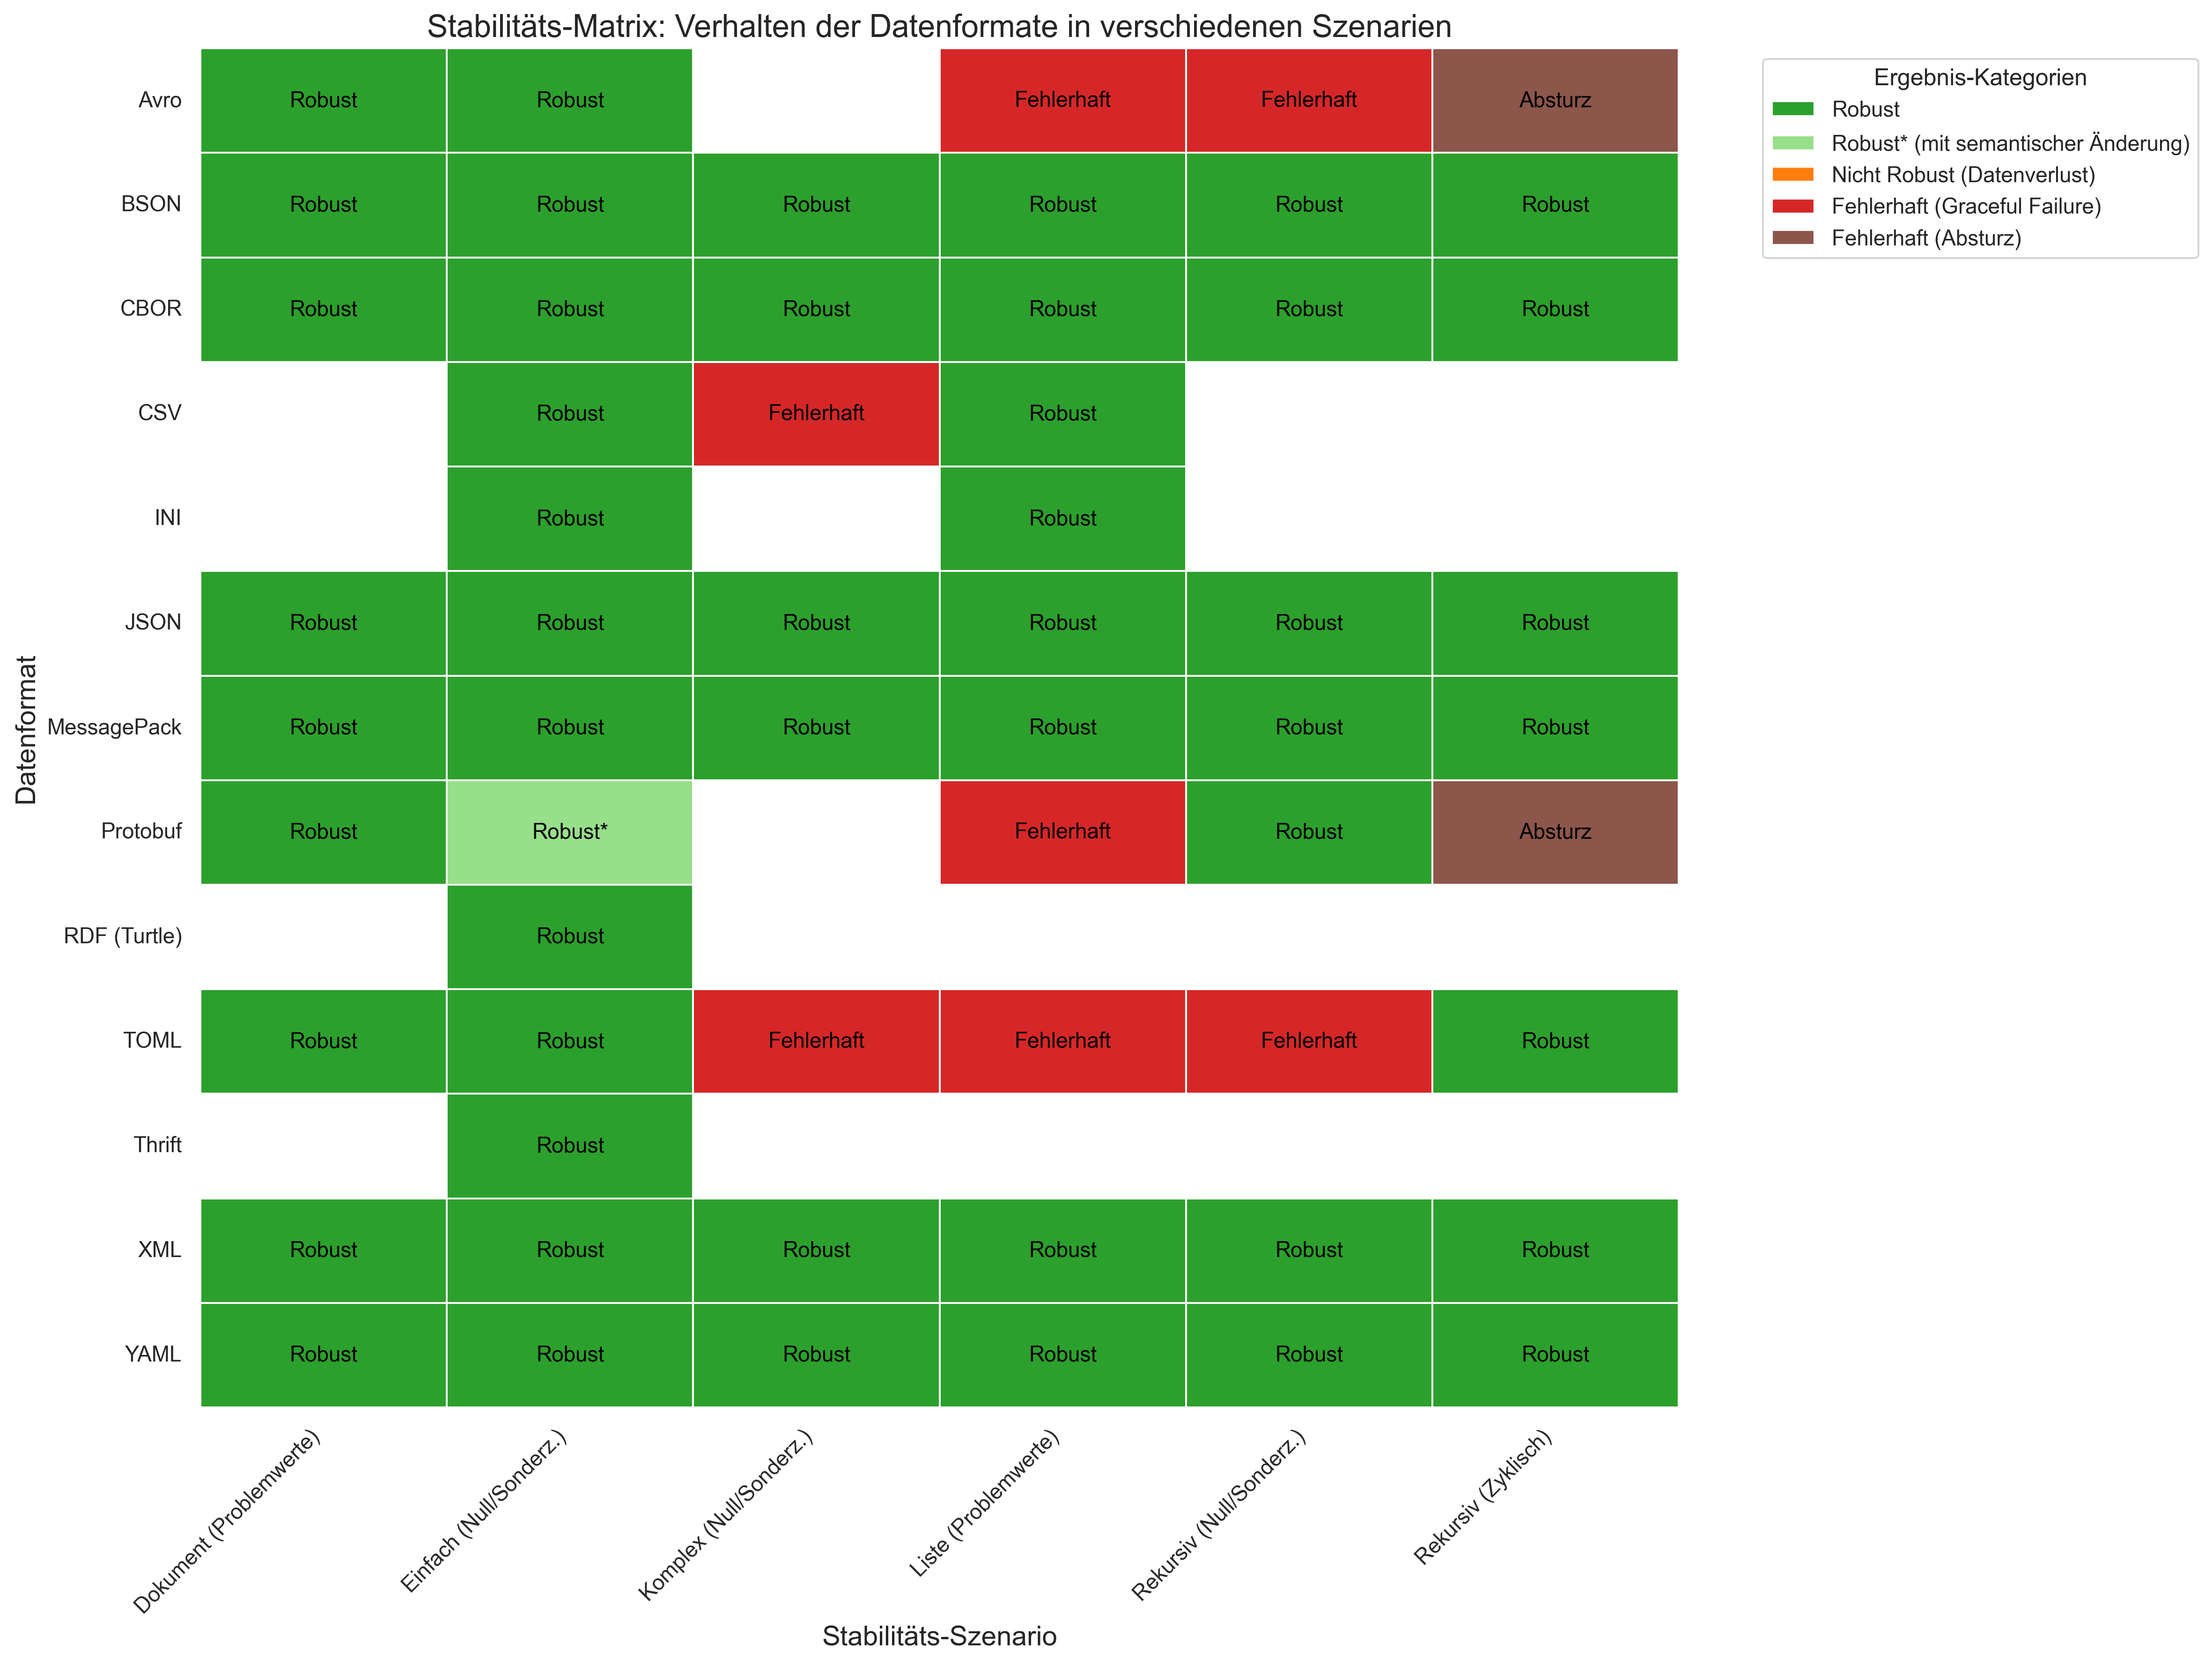 Stabilitäts-Matrix: Verhalten der Datenformate in verschiedenen Szenarien
Ergebnis-Kategorien
Robust
Robust* (mit semantischer Änderung)
Nicht Robust (Datenverlust)
Fehlerhaft (Graceful Failure)
Fehlerhaft (Absturz)
Datenformat
Avro Robust Robust Fehlerhaft Fehlerhaft Absturz
BSON Robust Robust Robust Robust Robust Robust
CBOR Robust Robust Robust Robust Robust Robust
CSV Robust Fehlerhaft Robust
INI Robust Robust
JSON Robust Robust Robust Robust Robust Robust
MessagePack Robust Robust Robust Robust Robust Robust
Protobuf Robust Robust* Fehlerhaft Robust Absturz
RDF (Turtle) Robust
TOML Robust Robust Fehlerhaft Fehlerhaft Fehlerhaft Robust
Thrift Robust
XML Robust Robust Robust Robust Robust Robust
YAML Robust Robust Robust Robust Robust Robust
Dokument (Problemwerte)
Einfach (Null/Sonderz.)
Komplex (Null/Sonderz.)
Liste (Problemwerte)
Rekursiv (Null/Sonderz.)
Rekursiv (Zyklisch)
Stabilitäts-Szenario